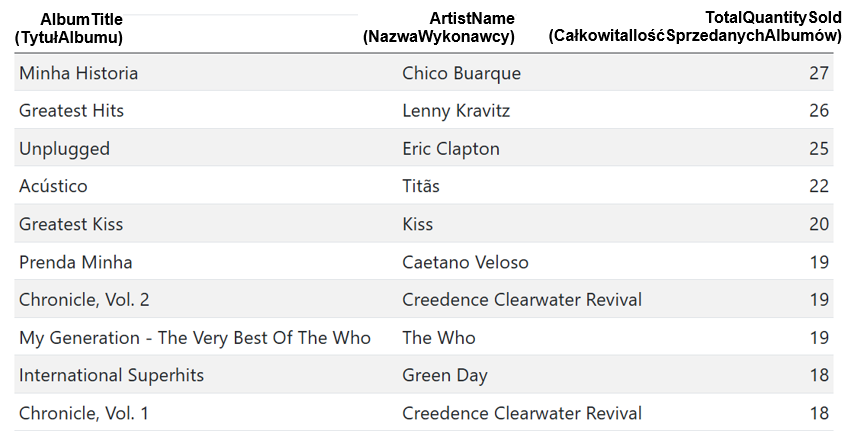 AlbumTitle ArtistName TotalQuantitySold
(TytułAlbumu) (NazwaWykonawcy) (CałkowitaIlośćSprzedanychAlbumów)
Minha Historia Chico Buarque 27
Greatest Hits Lenny Kravitz 26
Unplugged Eric Clapton 25
Acústico Titãs 22
Greatest Kiss Kiss 20
Prenda Minha Caetano Veloso 19
Chronicle, Vol. 2 Creedence Clearwater Revival 19
My Generation - The Very Best Of The Who The Who 19
International Superhits Green Day 18
Chronicle, Vol. 1 Creedence Clearwater Revival 18